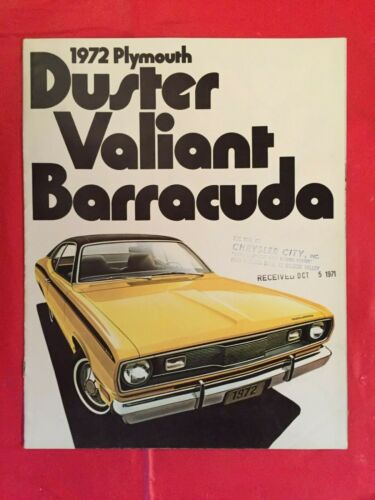 1972 Plymouth
Duster
Valiant
Barracuda
CHRYSLER CITY, INC.
RECEIVED OCT 5 1971
1972